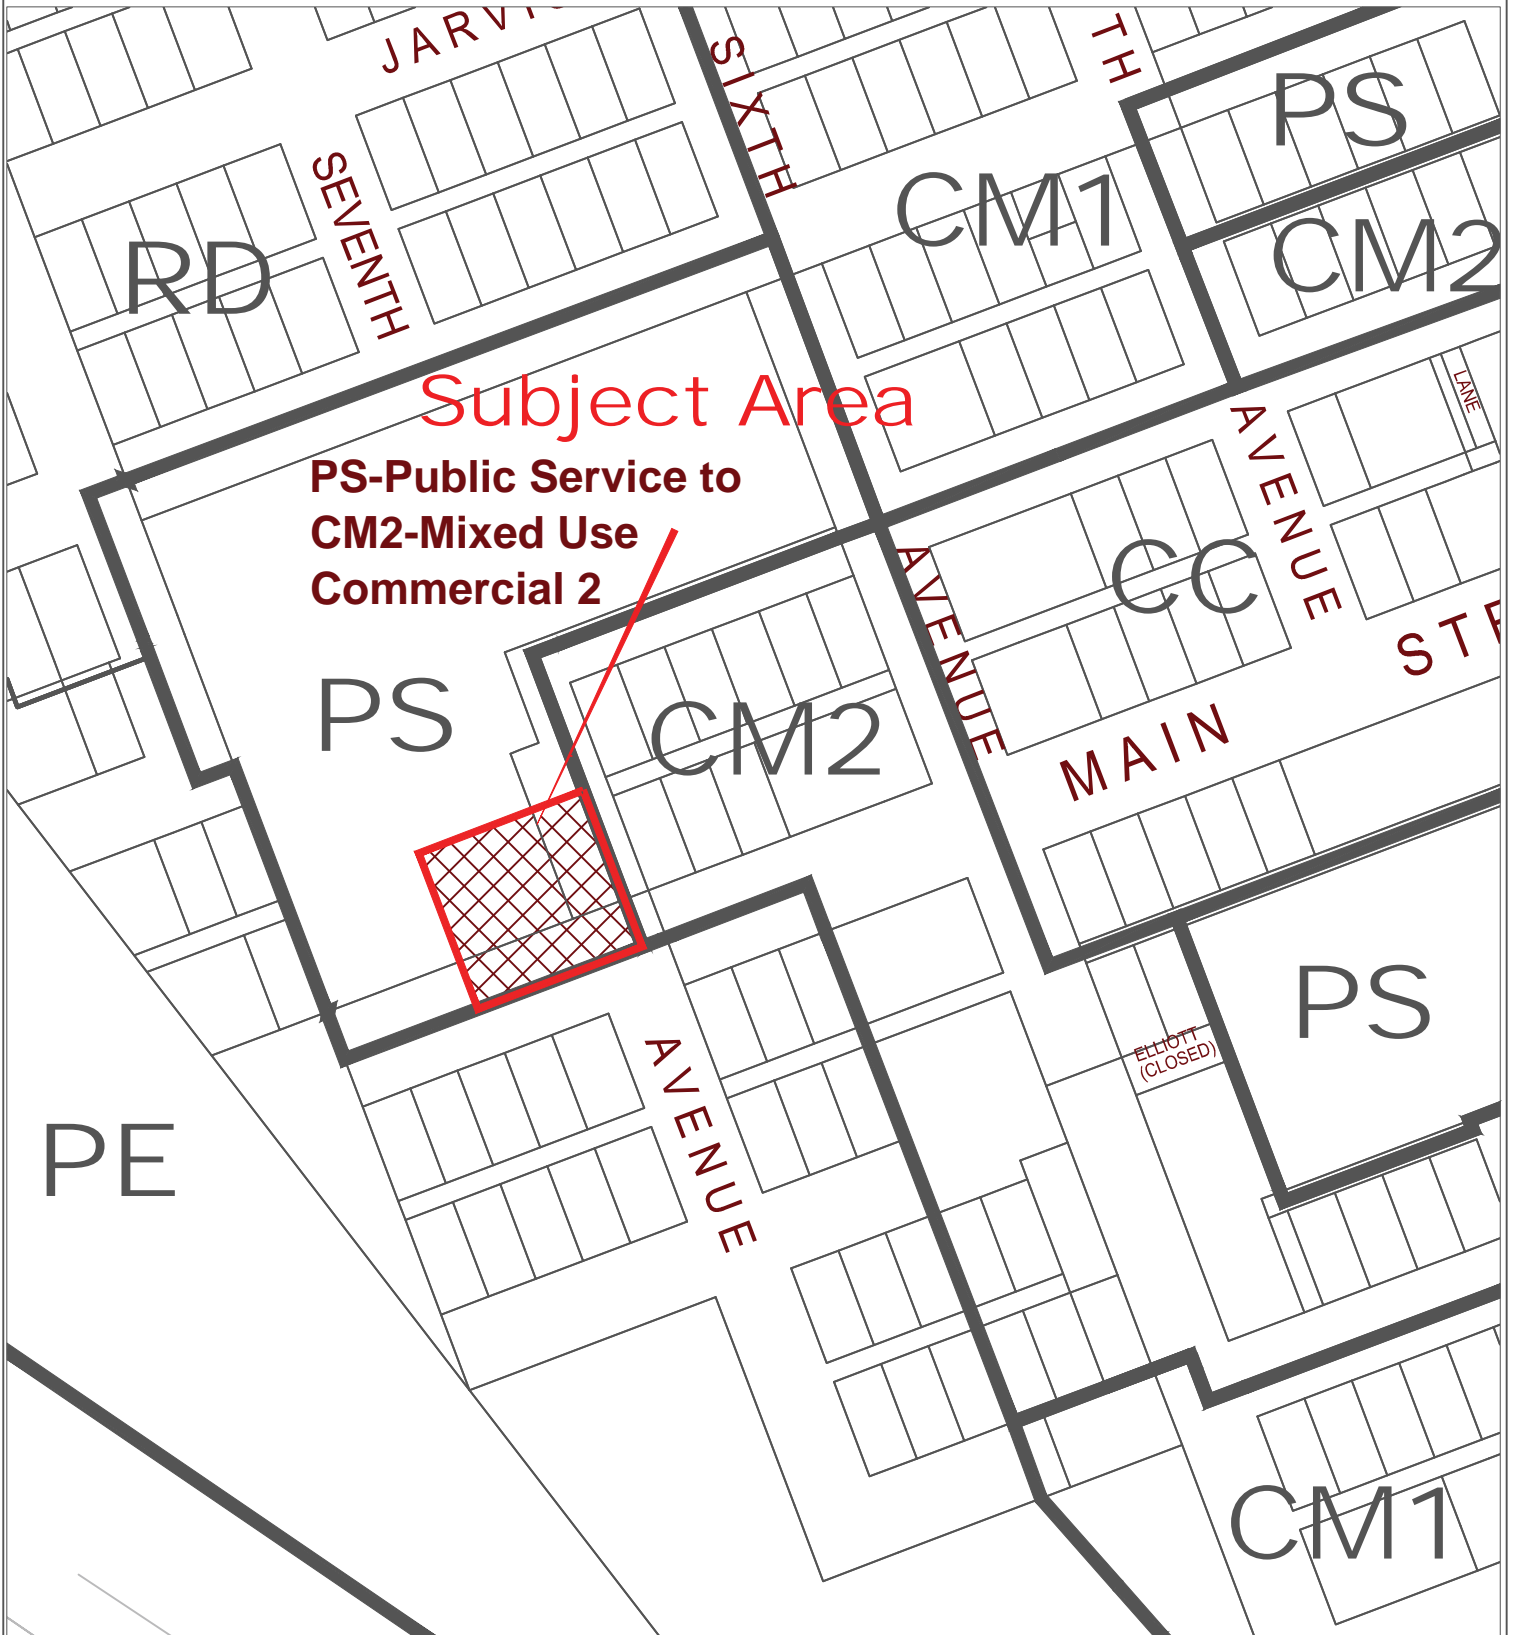 JARVI
SIXTH
TH
PS
SEVENTH
CM1
RD
CM2
Subject Area
LANE
PS-Public Service to
CM2-Mixed Use
Commercial 2
AVENUE
AVENUE
CC
STR
PS
CM2
MAIN
PS
ELLIOTT
(CLOSED)
AVENUE
PE
CM1